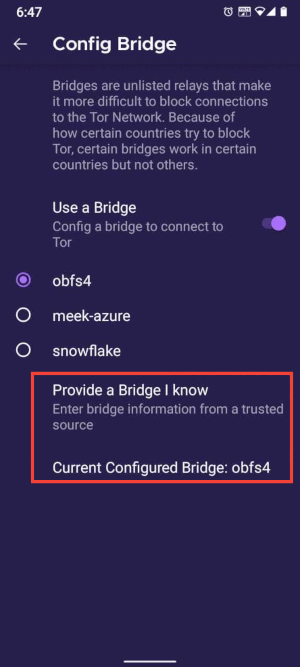 6:47
Config Bridge
Bridges are unlisted relays that make
it more difficult to block connections
to the Tor Network. Because of
how certain countries try to block
Tor, certain bridges work in certain
countries but not others.
Use a Bridge
Config a bridge to connect to
Tor
obfs4
meek-azure
snowflake
Provide a Bridge I know
Enter bridge information from a trusted
source
Current Configured Bridge: obfs4